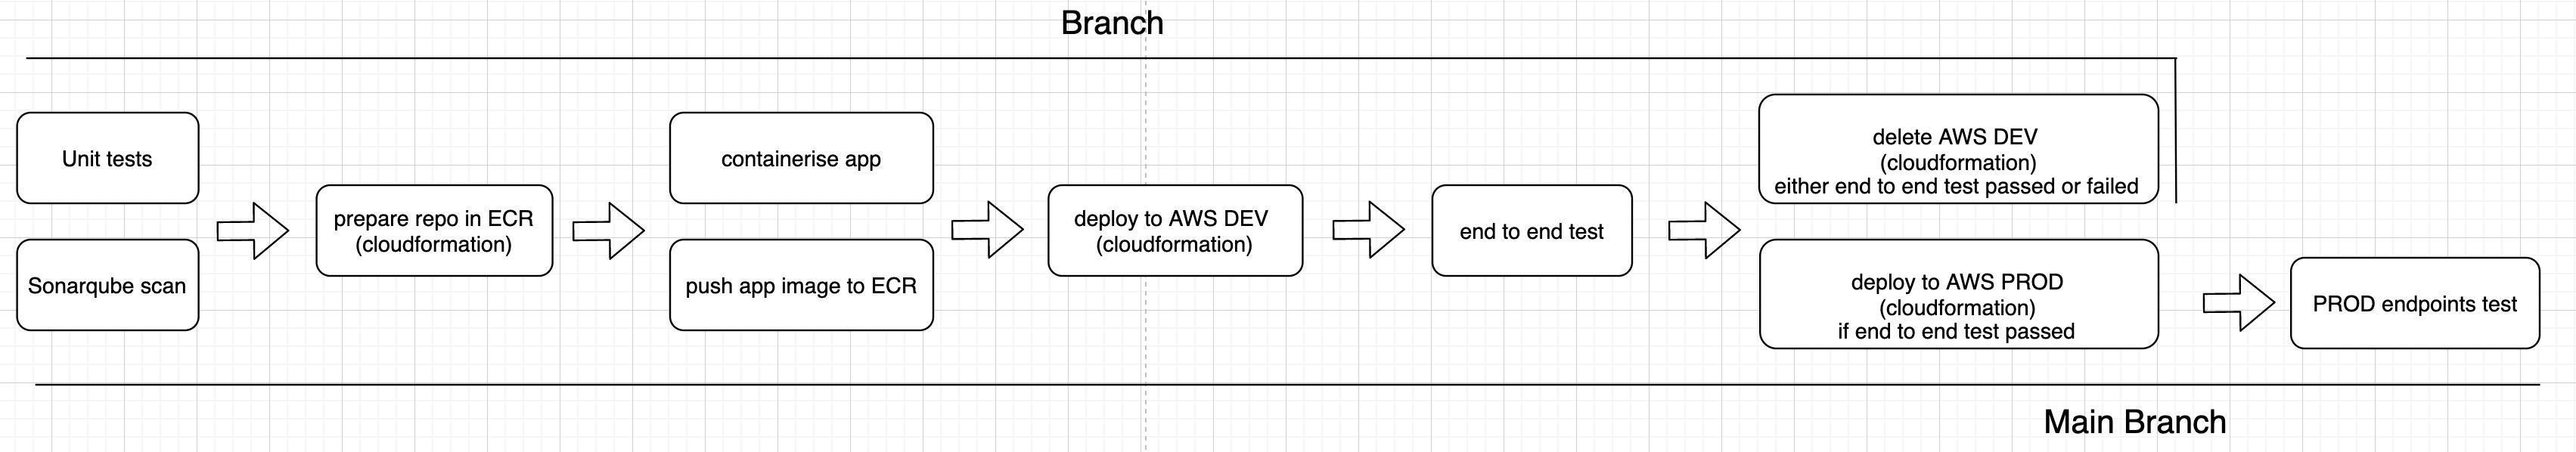 Branch
Unit tests
Sonarqube scan
prepare repo in ECR
(cloudformation)
containerise app
push app image to ECR
deploy to AWS DEV
(cloudformation)
end to end test
delete AWS DEV
(cloudformation)
either end to end test passed or failed
deploy to AWS PROD
(cloudformation)
if end to end test passed
PROD endpoints test
Main Branch